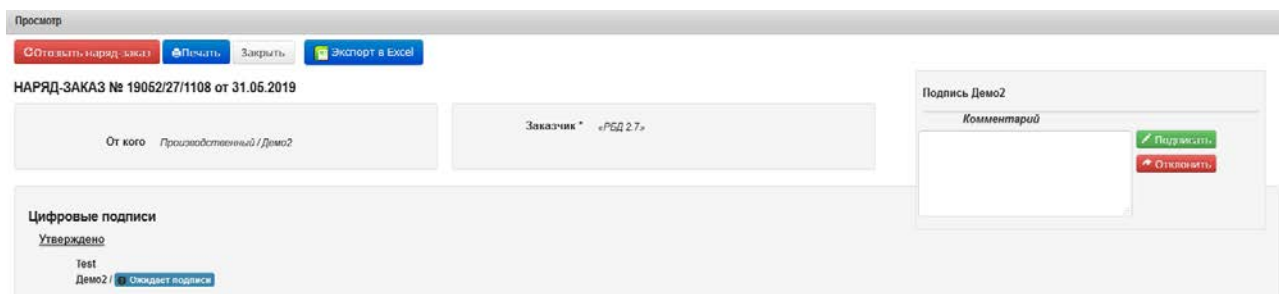 Просмотр
Отозвать наряд-заказ Печать Закрыть Экспорт в Excel
НАРЯД-ЗАКАЗ № 19052/27/1108 от 31.05.2019
От кого Производственный / Демо2
Заказчик * «РБД 2.7»
Подпись Демо2
Комментарий
Подписать
Отклонить
Цифровые подписи
Утверждено
Test
Демо2 / Ожидает подписи